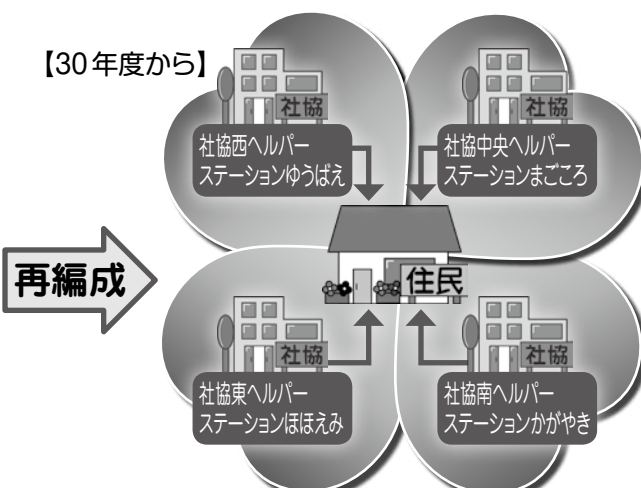 【30年度から】
社協
社協西ヘルパー
ステーションゆうばえ
社協
社協中央ヘルパー
ステーションまごころ
再編成
住民
社協
社協東ヘルパー
ステーションほほえみ
社協
社協南ヘルパー
ステーションかがやき